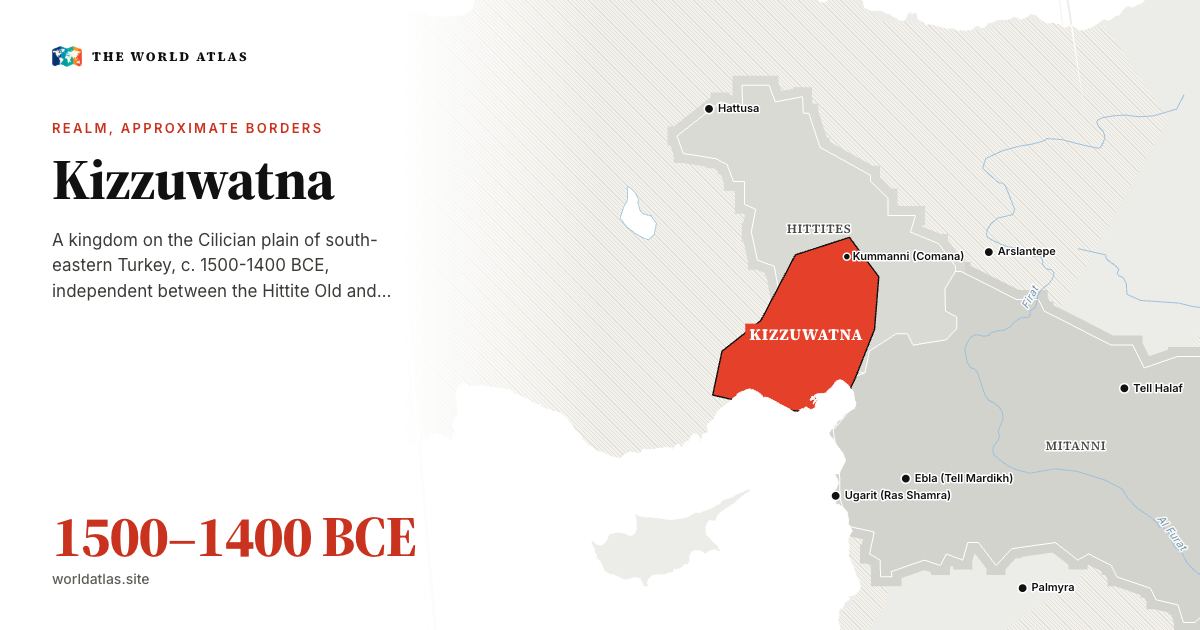 THE WORLD ATLAS
REALM, APPROXIMATE BORDERS
Kizzuwatna
A kingdom on the Cilician plain of south-
eastern Turkey, c. 1500-1400 BCE,
independent between the Hittite Old and...
1500–1400 BCE
worldatlas.site
Hattusa
HITTITES
Kummanni (Comana)
Arslantepe
Firat
KIZZUWATNA
Tell Halaf
MITANNI
Ebla (Tell Mardikh)
Ugarit (Ras Shamra)
Al Furat
Palmyra